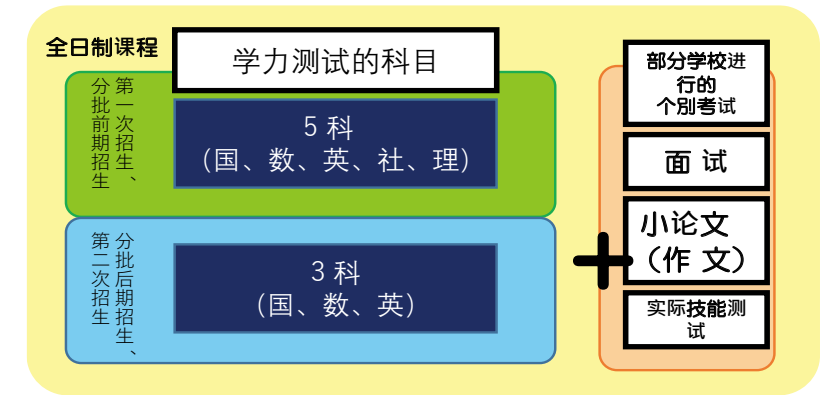 全日制课程
学力测试的科目
第一次招生、
分批前期招生
5 科
（国、数、英、社、理）
分批后期招生、
第二次招生
3 科
（国、数、英）
部分学校进
行的
个别考试
面 试
小论文
（作 文）
实际技能测
试